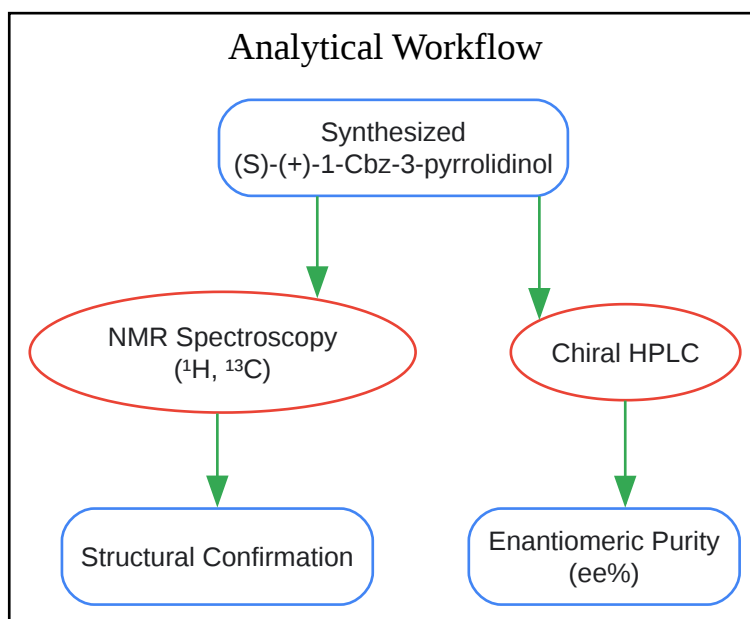 Analytical Workflow
Synthesized
(S)-(+)-1-Cbz-3-pyrrolidinol
NMR Spectroscopy
(¹H, ¹³C)
Chiral HPLC
Structural Confirmation
Enantiomeric Purity
(ee%)